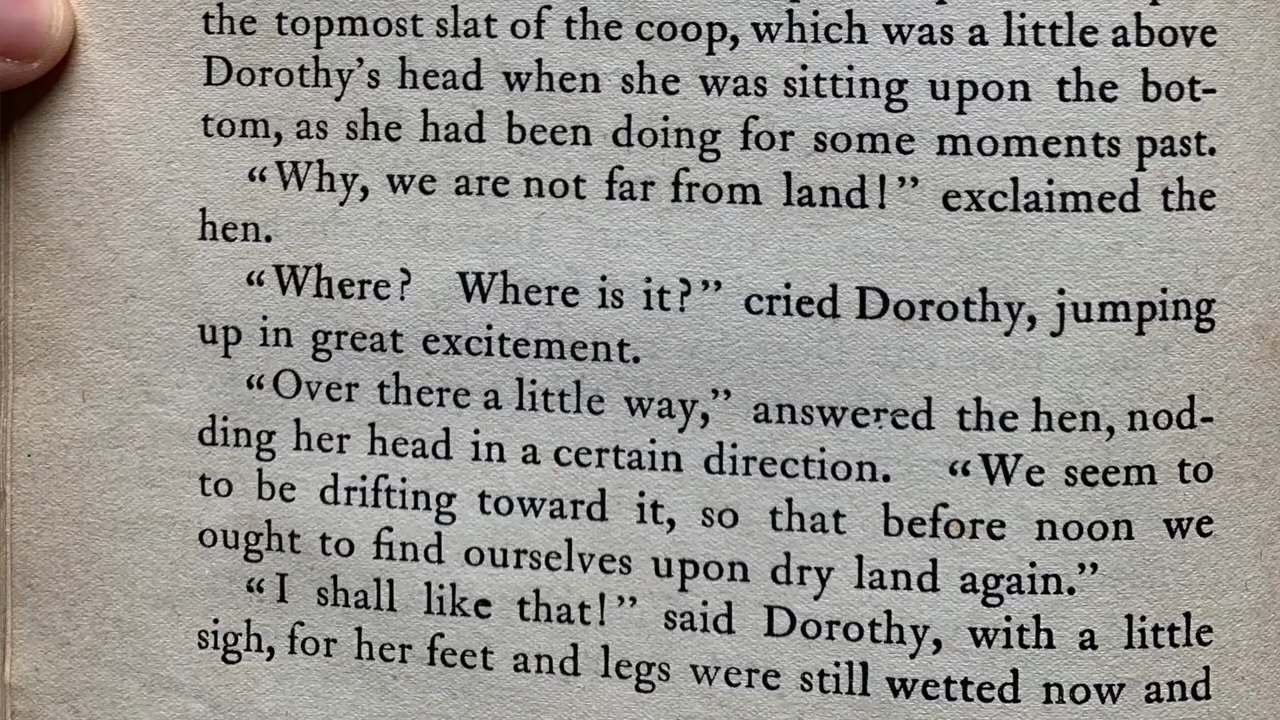 the topmost slat of the coop, which was a little above
Dorothy’s head when she was sitting upon the bot-
tom, as she had been doing for some moments past.
“Why, we are not far from land!” exclaimed the
hen.
“Where? Where is it?” cried Dorothy, jumping
up in great excitement.
“Over there a little way,” answered the hen, nod-
ding her head in a certain direction. “We seem to
to be drifting toward it, so that before noon we
ought to find ourselves upon dry land again.”
“I shall like that!” said Dorothy, with a little
sigh, for her feet and legs were still wetted now and